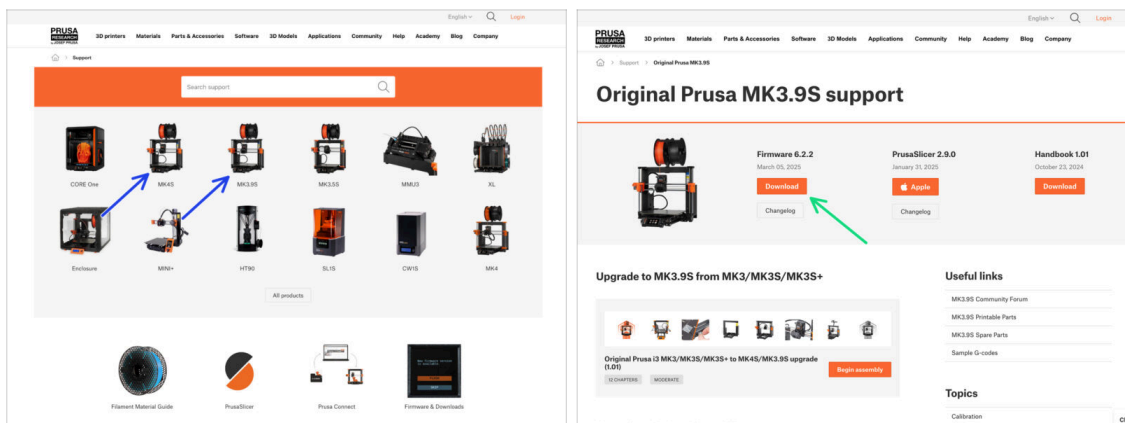 English
Login
PRUSA
RESEARCH
by JOSEF PRUSA
3D printers Materials Parts & Accessories Software 3D Models Applications Community Help Academy Blog Company
Support
Search support
CORE One MK4S MK3.9S MK3.5S MMU3 XL
Enclosure MINI+ HT90 SL1S CW1S MK4
All products
Filament Material Guide PrusaSlicer Prusa Connect Firmware & Downloads
English
Login
PRUSA
RESEARCH
by JOSEF PRUSA
3D printers Materials Parts & Accessories Software 3D Models Applications Community Help Academy Blog Company
Support Original Prusa MK3.9S
Original Prusa MK3.9S support
Firmware 6.2.2
March 05, 2025
Download
Changelog
PrusaSlicer 2.9.0
January 31, 2025
Apple
Changelog
Handbook 1.01
October 23, 2024
Download
Upgrade to MK3.9S from MK3/MK3S/MK3S+
Original Prusa i3 MK3/MK3S/MK3S+ to MK4S/MK3.9S upgrade
(1.01)
12 CHAPTERS MODERATE
Begin assembly
Useful links
MK3.9S Community Forum
MK3.9S Printable Parts
MK3.9S Spare Parts
Sample G-codes
Topics
Calibration